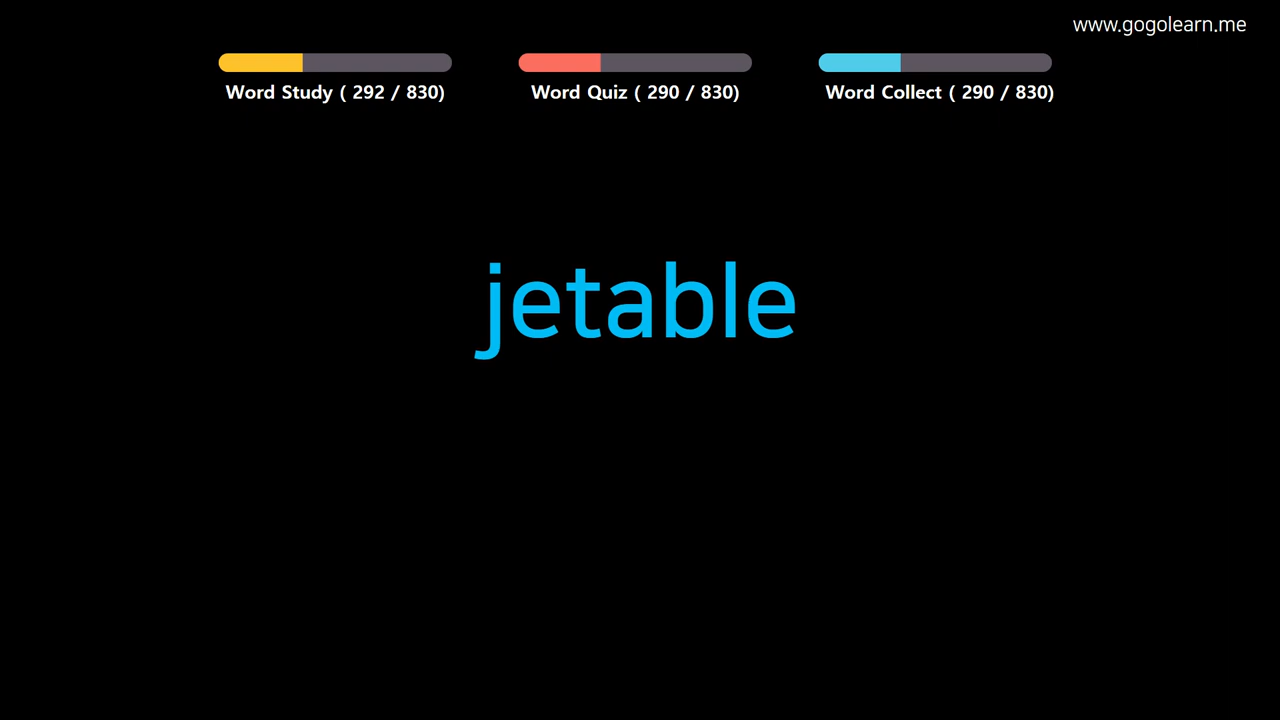 www.gogolearn.me
Word Study ( 292 / 830)
Word Quiz ( 290 / 830)
Word Collect ( 290 / 830)
jetable